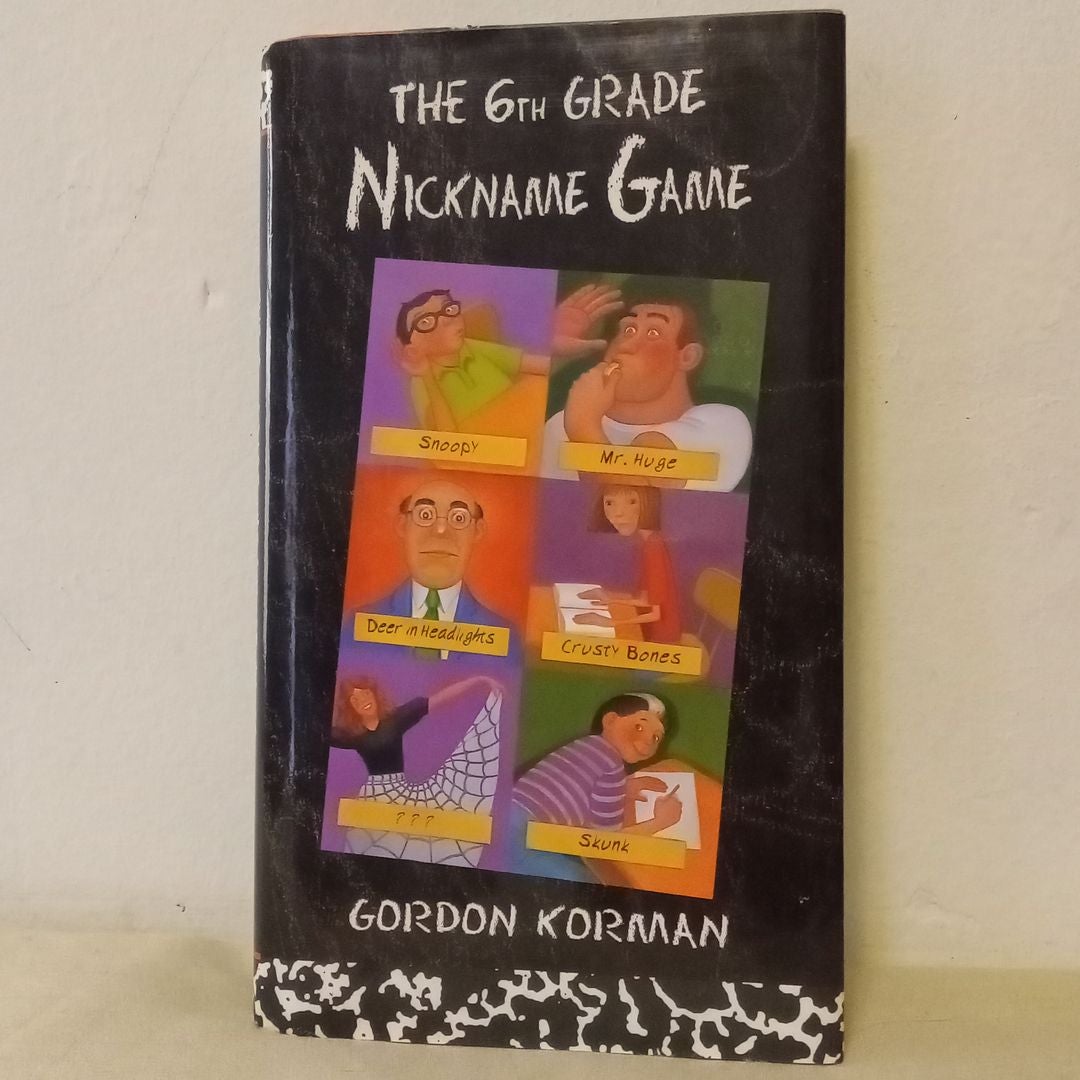 THE 6TH GRADE
NICKNAME GAME
Snoopy
Mr. Huge
Deer in Headlights
Crusty Bones
???
Skunk
GORDON KORMAN